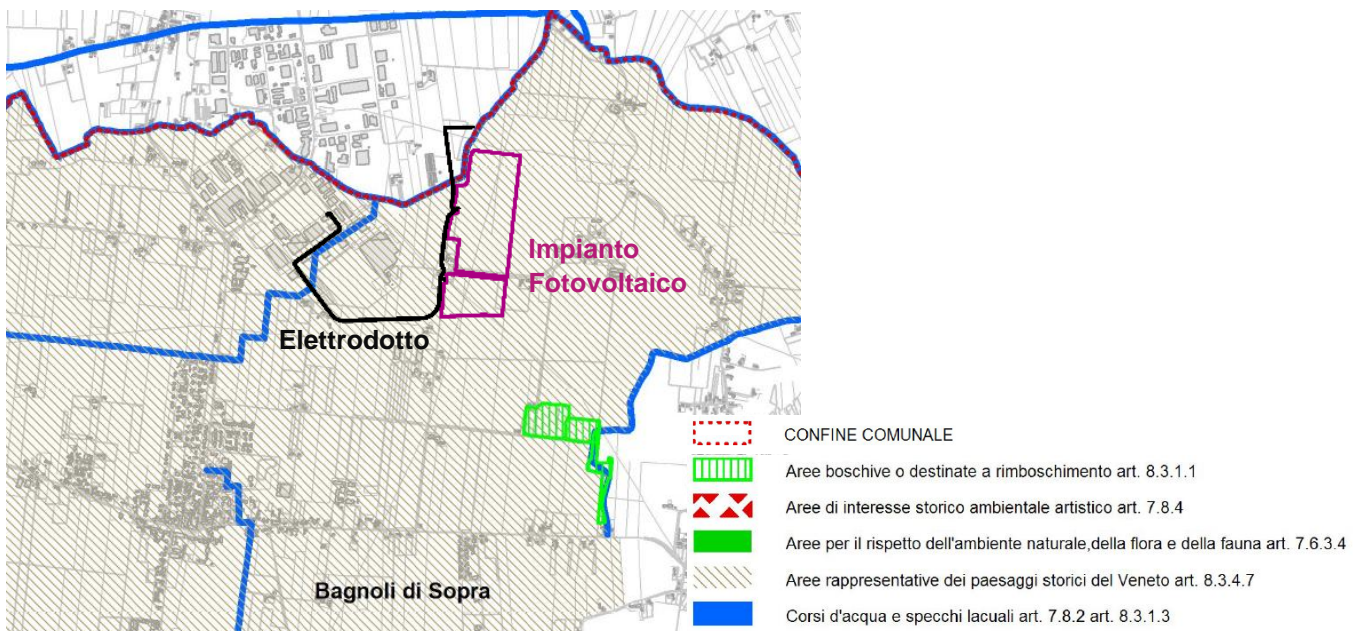 Impianto
Fotovoltaico
Elettrodotto
Bagnoli di Sopra
CONFINE COMUNALE
Aree boschive o destinate a rimboschimento art. 8.3.1.1
Aree di interesse storico ambientale artistico art. 7.8.4
Aree per il rispetto dell'ambiente naturale,della flora e della fauna art. 7.6.3.4
Aree rappresentative dei paesaggi storici del Veneto art. 8.3.4.7
Corsi d'acqua e specchi lacuali art. 7.8.2 art. 8.3.1.3